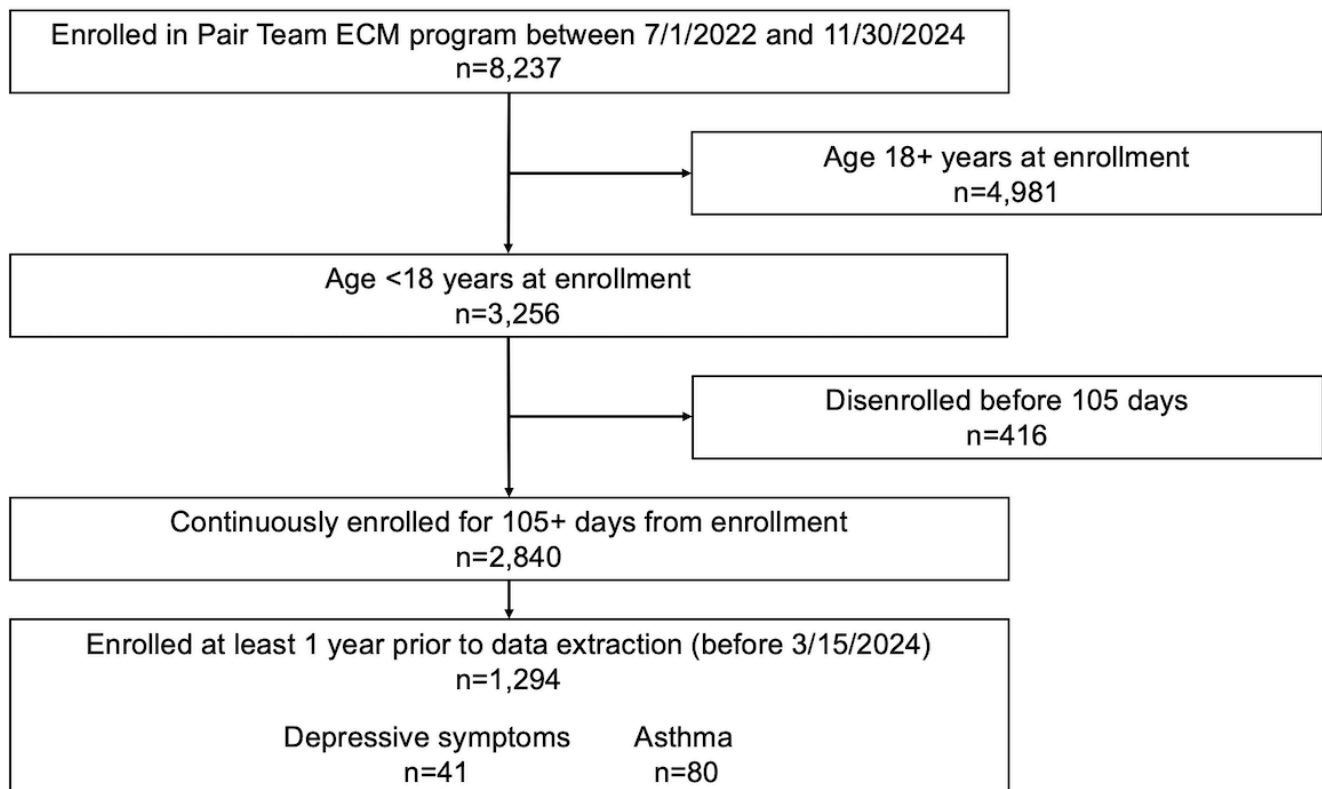 Enrolled in Pair Team ECM program between 7/1/2022 and 11/30/2024
n=8,237
Age 18+ years at enrollment
n=4,981
Age <18 years at enrollment
n=3,256
Disenrolled before 105 days
n=416
Continuously enrolled for 105+ days from enrollment
n=2,840
Enrolled at least 1 year prior to data extraction (before 3/15/2024)
n=1,294
Depressive symptoms Asthma
n=41 n=80